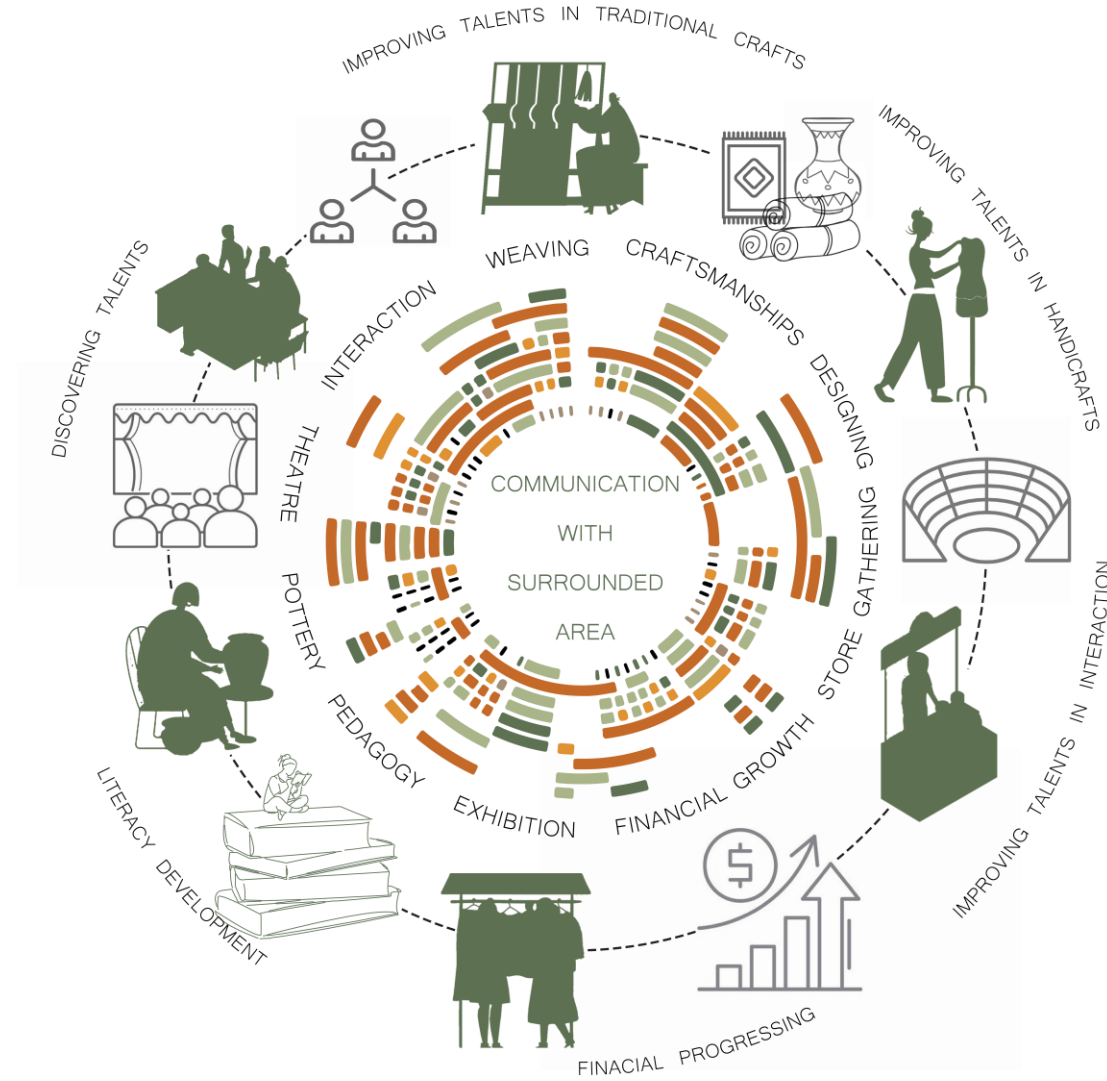 IMPROVING TALENTS IN TRADITIONAL CRAFTS
IMPROVING TALENTS IN HANDICRAFTS
IMPROVING TALENTS IN INTERACTION
FINACIAL PROGRESSING
LITERACY DEVELOPMENT
DISCOVERING TALENTS
WEAVING
CRAFTSMANSHIPS
DESIGNING
GATHERING
STORE
FINANCIAL GROWTH
EXHIBITION
PEDAGOGY
POTTERY
THEATRE
INTERACTION
COMMUNICATION
WITH
SURROUNDED
AREA
$